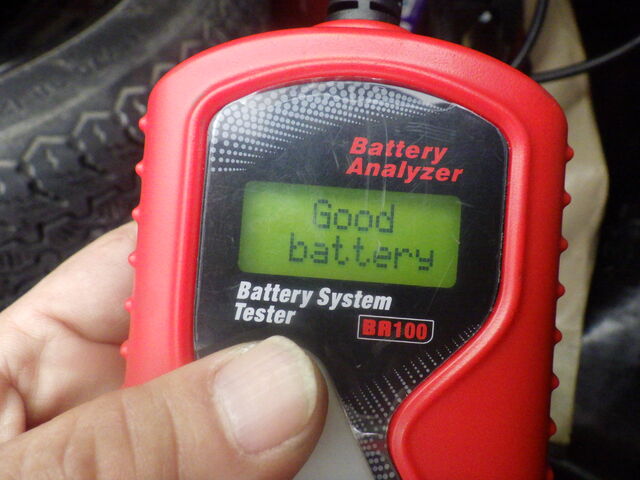 Battery
Analyzer
Good
battery
Battery System
Tester
BA100